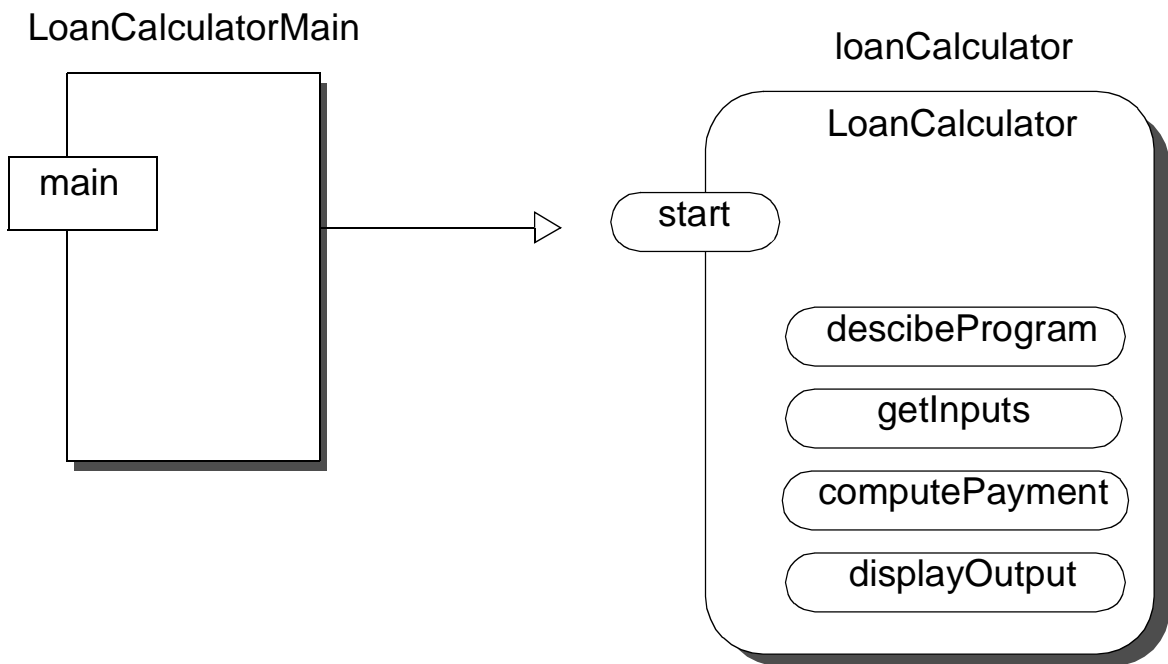 LoanCalculatorMain
main
loanCalculator
LoanCalculator
start
descibeProgram
getInputs
computePayment
displayOutput